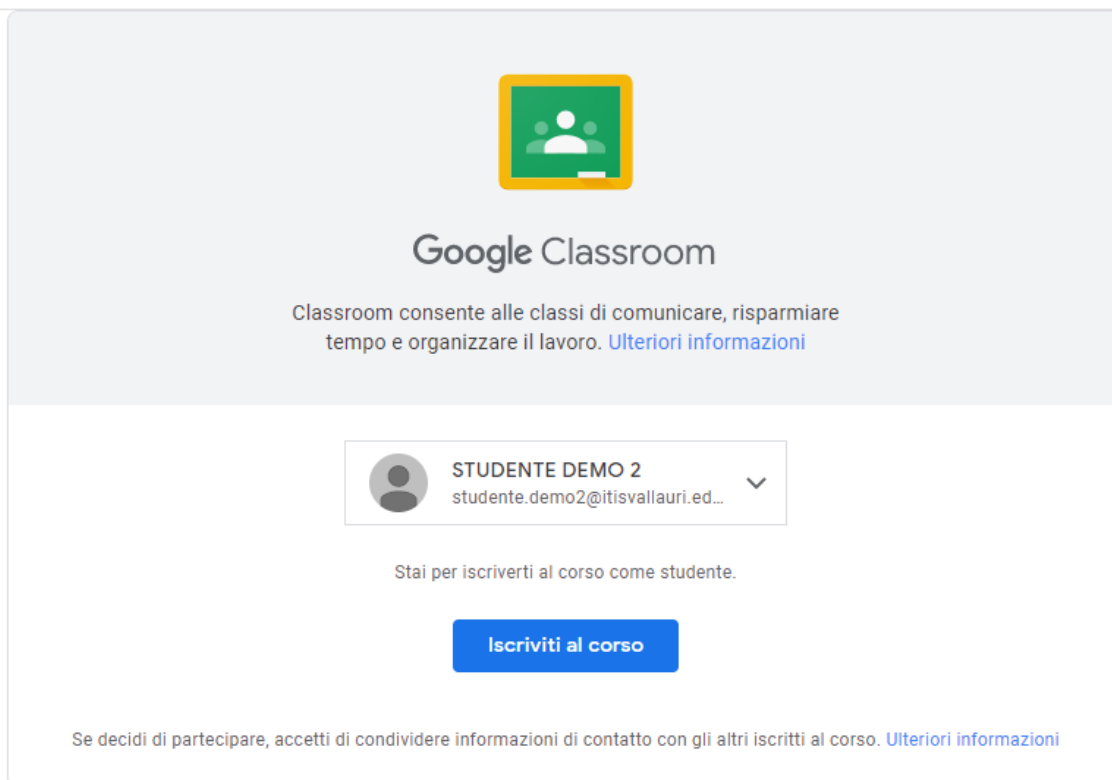 Google Classroom
Classroom consente alle classi di comunicare, risparmiare
tempo e organizzare il lavoro. Ulteriori informazioni
STUDENTE DEMO 2
studente.demo2@itisvallauri.ed...
Stai per iscriverti al corso come studente.
Iscriviti al corso
Se decidi di partecipare, accetti di condividere informazioni di contatto con gli altri iscritti al corso. Ulteriori informazioni